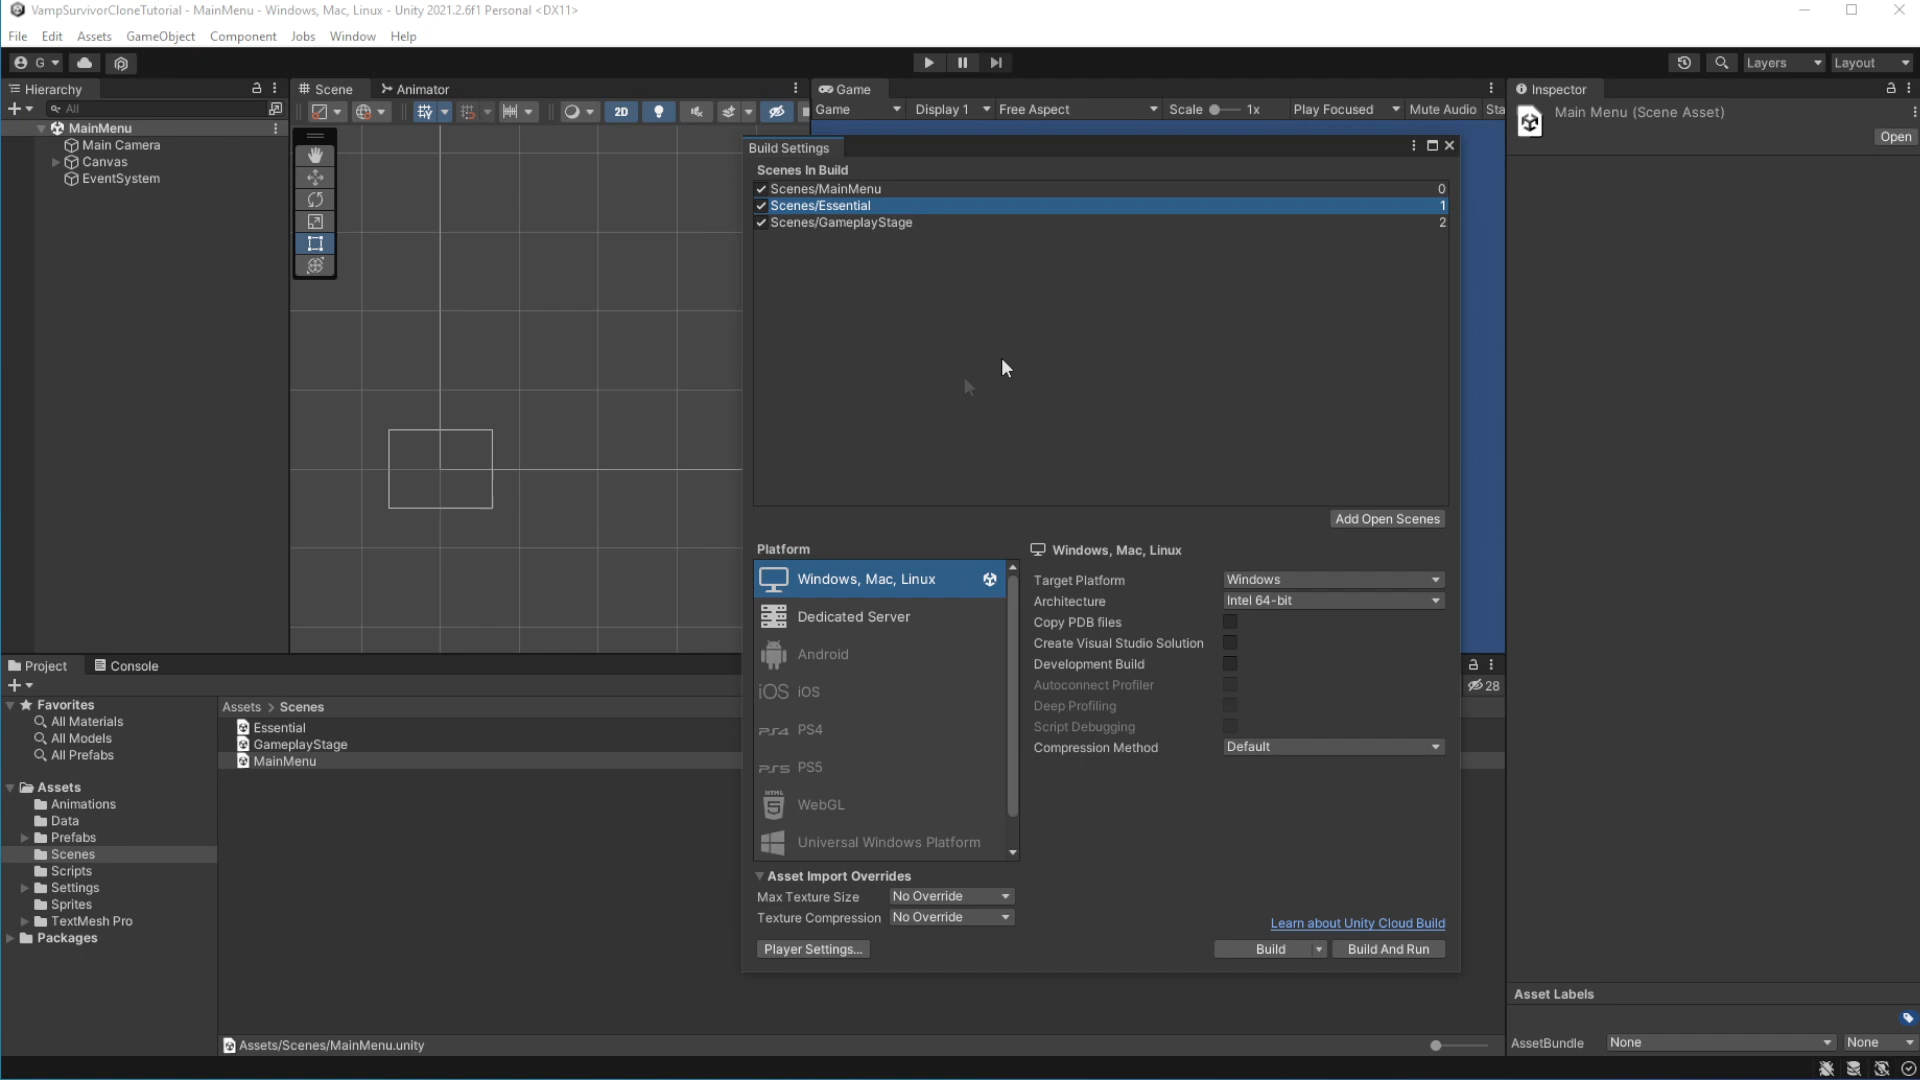 VampSurvivorCloneTutorial - MainMenu - Windows, Mac, Linux - Unity 2021.2.6f1 Personal <DX11>
File Edit Assets GameObject Component Jobs Window Help
G Layers Layout
Hierarchy
All
MainMenu
Main Camera
Canvas
EventSystem
Scene Animator
2D
Game
Game Display 1 Free Aspect Scale 1x Play Focused Mute Audio Sta
Inspector
Main Menu (Scene Asset)
Open
Build Settings
Scenes In Build
Scenes/MainMenu 0
Scenes/Essential 1
Scenes/GameplayStage 2
Add Open Scenes
Platform
Windows, Mac, Linux
Dedicated Server
Android
iOS iOS
PS4 PS4
PS5 PS5
HTML 5 WebGL
Universal Windows Platform
Windows, Mac, Linux
Target Platform Windows
Architecture Intel 64-bit
Copy PDB files
Create Visual Studio Solution
Development Build
Autoconnect Profiler
Deep Profiling
Script Debugging
Compression Method Default
Asset Import Overrides
Max Texture Size No Override
Texture Compression No Override
Learn about Unity Cloud Build
Player Settings... Build Build And Run
Project Console
28
Favorites
All Materials
All Models
All Prefabs
Assets
Animations
Data
Prefabs
Scenes
Scripts
Settings
Sprites
TextMesh Pro
Packages
Assets > Scenes
Essential
GameplayStage
MainMenu
Assets/Scenes/MainMenu.unity
Asset Labels
AssetBundle None None